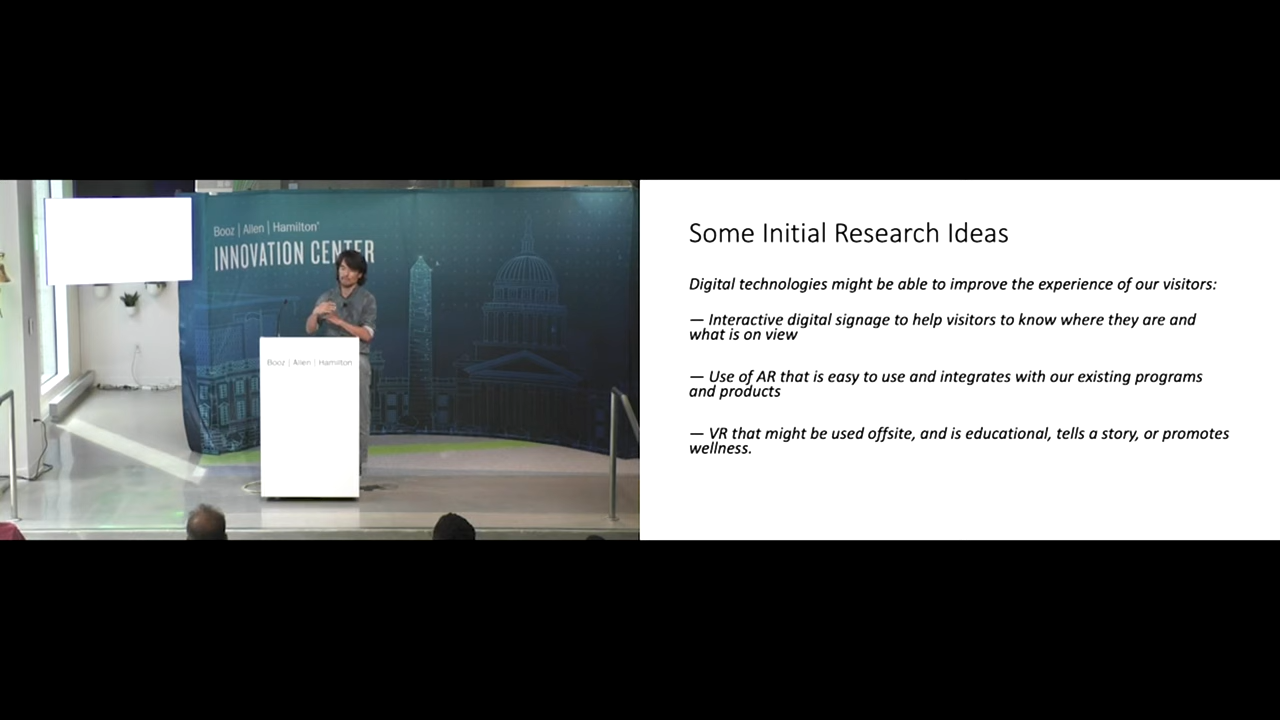 Booz | Allen | Hamilton®
INNOVATION CENTER
Booz | Allen | Hamilton
Some Initial Research Ideas
Digital technologies might be able to improve the experience of our visitors:
— Interactive digital signage to help visitors to know where they are and
what is on view
— Use of AR that is easy to use and integrates with our existing programs
and products
— VR that might be used offsite, and is educational, tells a story, or promotes
wellness.